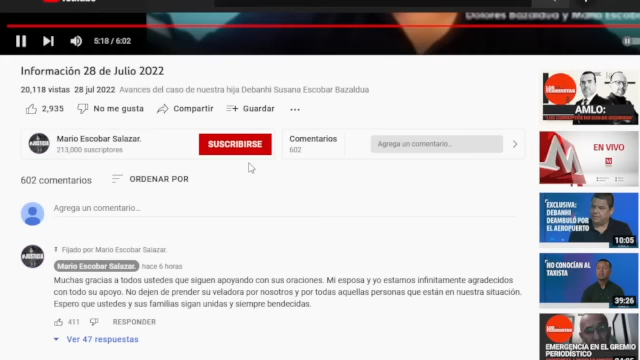 Dolores Bazaldua y Mario Escobar
5:18 / 6:02
Información 28 de Julio 2022
20,118 vistas 28 jul 2022 Avances del caso de nuestra hija Debanhi Susana Escobar Bazaldua
2,935 No me gusta Compartir Guardar ...
Mario Escobar Salazar.
213,000 suscriptores
SUSCRIBIRSE
Comentarios
602
Agrega un comentario...
602 comentarios ORDENAR POR
Agrega un comentario...
Fijado por Mario Escobar Salazar.
Mario Escobar Salazar. hace 6 horas
Muchas gracias a todos ustedes que siguen apoyando con sus oraciones. Mi esposa y yo estamos infinitamente agradecidos
con todo su apoyo. No dejen de prender su veladora por nosotros y por todas aquellas personas que están en nuestra situación.
Espero que ustedes y sus familias sigan unidas y siempre bendecidas.
411 RESPONDER
Ver 47 respuestas
LOS PERIODISTAS
AMLO:
EN VIVO
EXCLUSIVA:
DEBANHI
DEAMBULÓ POR
EL AEROPUERTO
10:05
NO CONOCÍAN AL
TAXISTA
39:26
LOS PERIODISTAS
EMERGENCIA EN EL GREMIO
PERIODÍSTICO